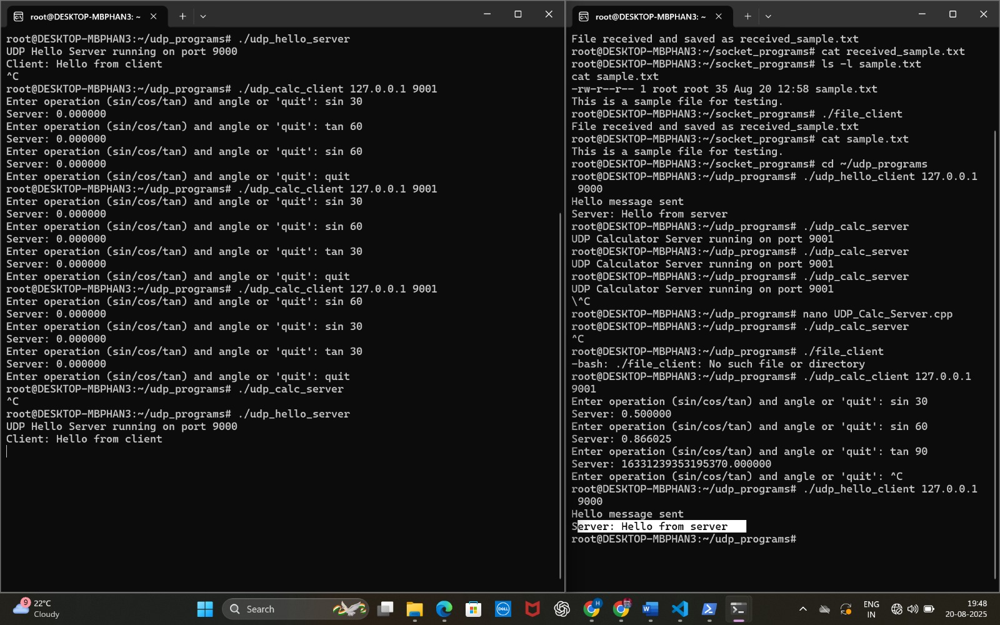 root@DESKTOP-MBPHAN3: ~
root@DESKTOP-MBPHAN3:~/udp_programs# ./udp_hello_server
UDP Hello Server running on port 9000
Client: Hello from client
^C
root@DESKTOP-MBPHAN3:~/udp_programs# ./udp_calc_client 127.0.0.1 9001
Enter operation (sin/cos/tan) and angle or 'quit': sin 30
Server: 0.000000
Enter operation (sin/cos/tan) and angle or 'quit': tan 60
Server: 0.000000
Enter operation (sin/cos/tan) and angle or 'quit': sin 60
Server: 0.000000
Enter operation (sin/cos/tan) and angle or 'quit': quit
root@DESKTOP-MBPHAN3:~/udp_programs# ./udp_calc_client 127.0.0.1 9001
Enter operation (sin/cos/tan) and angle or 'quit': sin 30
Server: 0.000000
Enter operation (sin/cos/tan) and angle or 'quit': sin 60
Server: 0.000000
Enter operation (sin/cos/tan) and angle or 'quit': tan 30
Server: 0.000000
Enter operation (sin/cos/tan) and angle or 'quit': quit
root@DESKTOP-MBPHAN3:~/udp_programs# ./udp_calc_client 127.0.0.1 9001
Enter operation (sin/cos/tan) and angle or 'quit': sin 60
Server: 0.000000
Enter operation (sin/cos/tan) and angle or 'quit': sin 30
Server: 0.000000
Enter operation (sin/cos/tan) and angle or 'quit': tan 30
Server: 0.000000
Enter operation (sin/cos/tan) and angle or 'quit': quit
root@DESKTOP-MBPHAN3:~/udp_programs# ./udp_calc_server
^C
root@DESKTOP-MBPHAN3:~/udp_programs# ./udp_hello_server
UDP Hello Server running on port 9000
Client: Hello from client
root@DESKTOP-MBPHAN3: ~
File received and saved as received_sample.txt
root@DESKTOP-MBPHAN3:~/socket_programs# cat received_sample.txt
root@DESKTOP-MBPHAN3:~/socket_programs# ls -l sample.txt
cat sample.txt
-rw-r--r-- 1 root root 35 Aug 20 12:58 sample.txt
This is a sample file for testing.
root@DESKTOP-MBPHAN3:~/socket_programs# ./file_client
File received and saved as received_sample.txt
root@DESKTOP-MBPHAN3:~/socket_programs# cat sample.txt
This is a sample file for testing.
root@DESKTOP-MBPHAN3:~/socket_programs# cd ~/udp_programs
root@DESKTOP-MBPHAN3:~/udp_programs# ./udp_hello_client 127.0.0.1
9000
Hello message sent
Server: Hello from server
root@DESKTOP-MBPHAN3:~/udp_programs# ./udp_calc_server
UDP Calculator Server running on port 9001
root@DESKTOP-MBPHAN3:~/udp_programs# ./udp_calc_server
UDP Calculator Server running on port 9001
root@DESKTOP-MBPHAN3:~/udp_programs# ./udp_calc_server
UDP Calculator Server running on port 9001
\^C
root@DESKTOP-MBPHAN3:~/udp_programs# nano UDP_Calc_Server.cpp
root@DESKTOP-MBPHAN3:~/udp_programs# ./udp_calc_server
^C
root@DESKTOP-MBPHAN3:~/udp_programs# ./file_client
-bash: ./file_client: No such file or directory
root@DESKTOP-MBPHAN3:~/udp_programs# ./udp_calc_client 127.0.0.1
9001
Enter operation (sin/cos/tan) and angle or 'quit': sin 30
Server: 0.500000
Enter operation (sin/cos/tan) and angle or 'quit': sin 60
Server: 0.866025
Enter operation (sin/cos/tan) and angle or 'quit': tan 90
Server: 16331239353195370.000000
Enter operation (sin/cos/tan) and angle or 'quit': ^C
root@DESKTOP-MBPHAN3:~/udp_programs# ./udp_hello_client 127.0.0.1
9000
Hello message sent
Server: Hello from server
root@DESKTOP-MBPHAN3:~/udp_programs#
9
22°C
Cloudy
Search
DELL
H
W
ENG
IN
19:48
20-08-2025